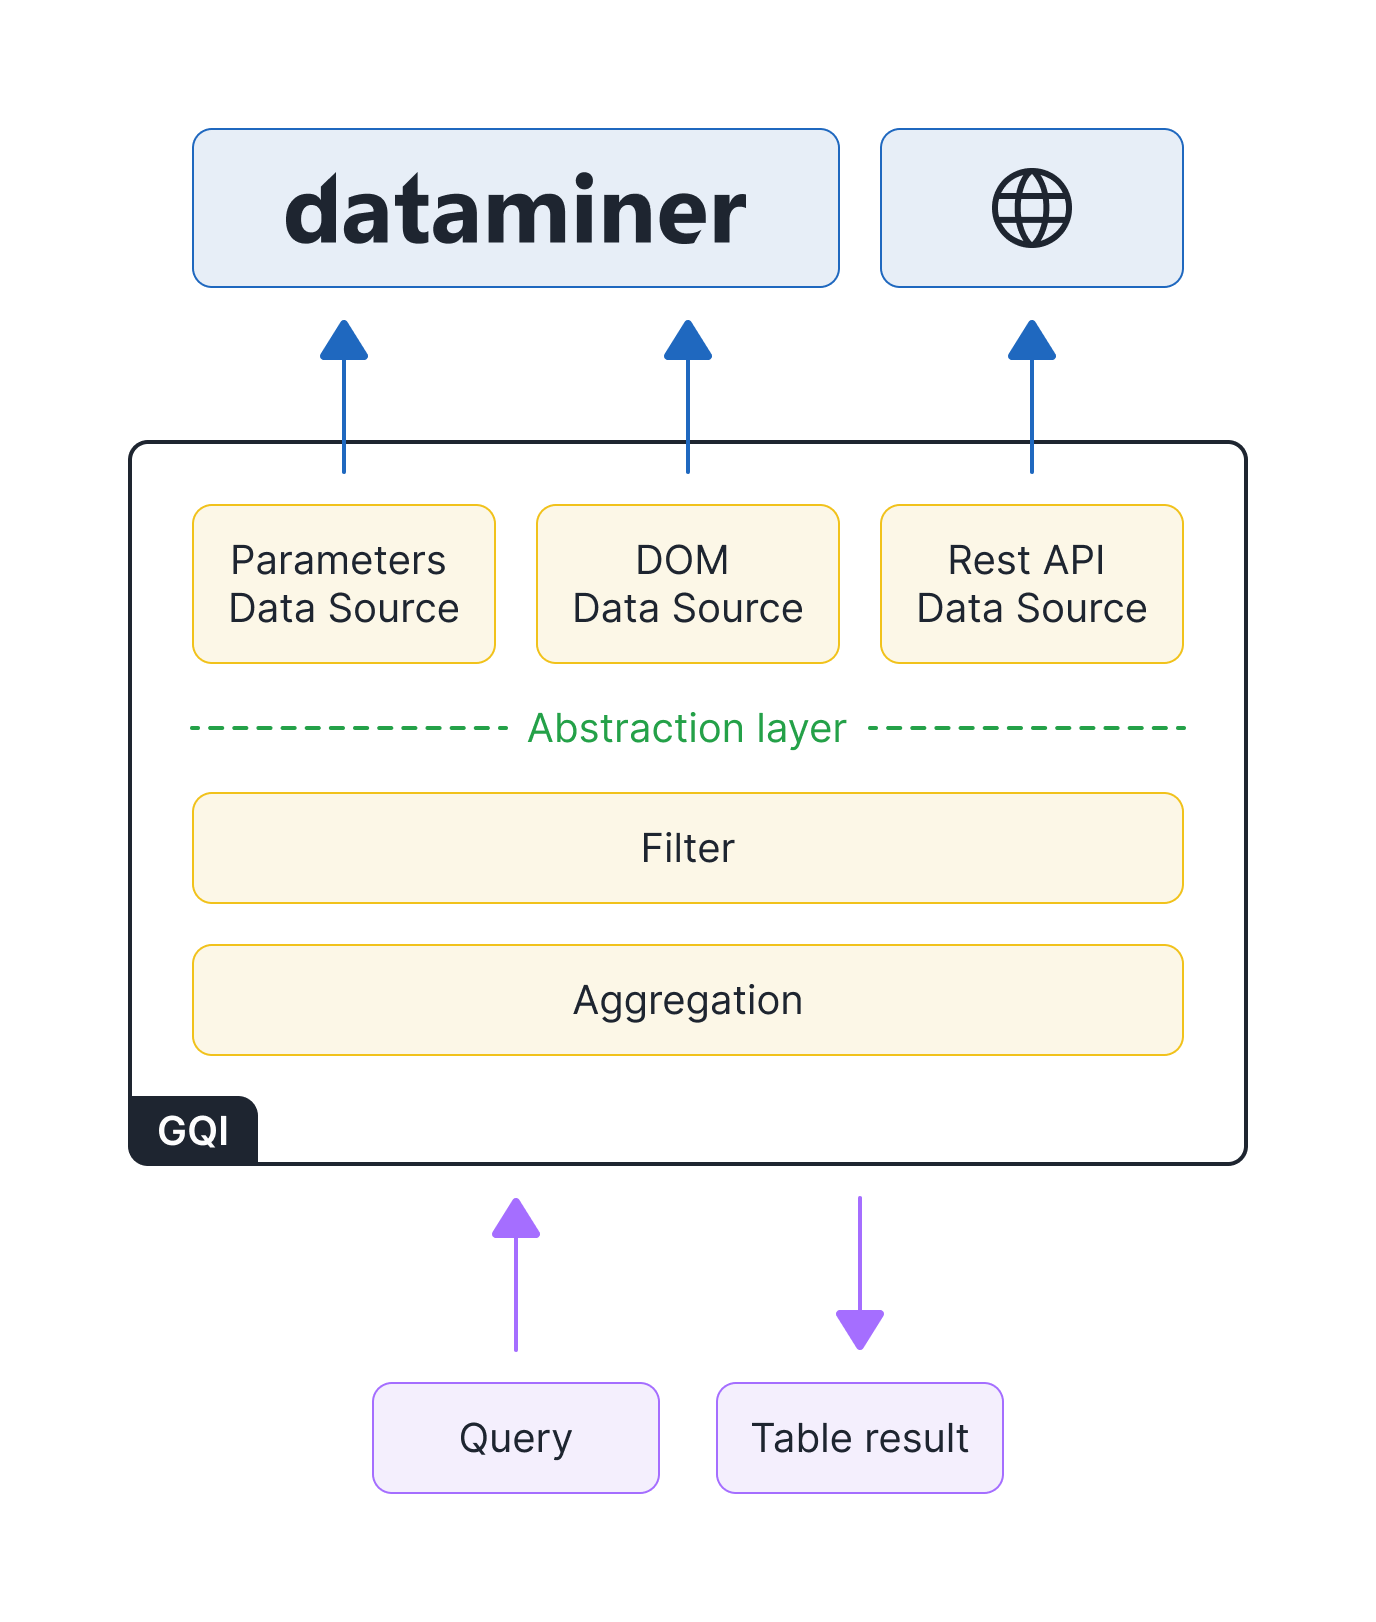 dataminer
Parameters
Data Source
DOM
Data Source
Rest API
Data Source
Abstraction layer
Filter
Aggregation
GQI
Query
Table result